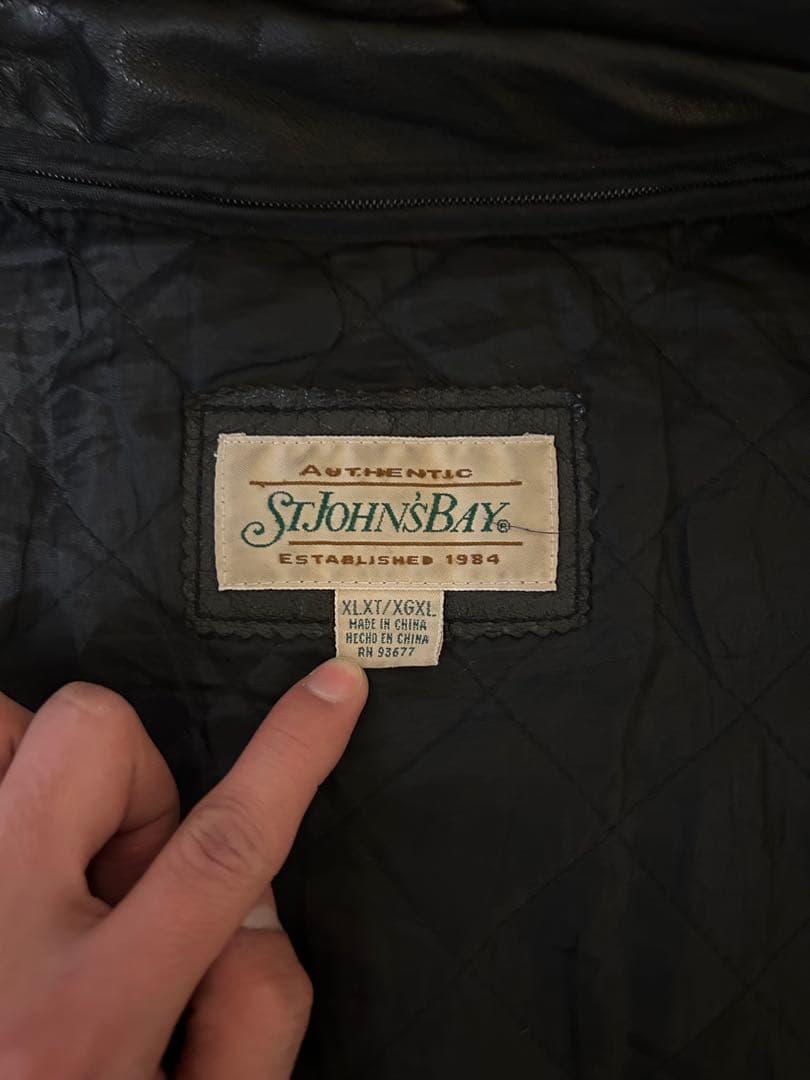 AUTHENTIC
ST JOHN'S BAY®
ESTABLISHED 1984
XLXT/XGXL
MADE IN CHINA
HECHO EN CHINA
RN 93677